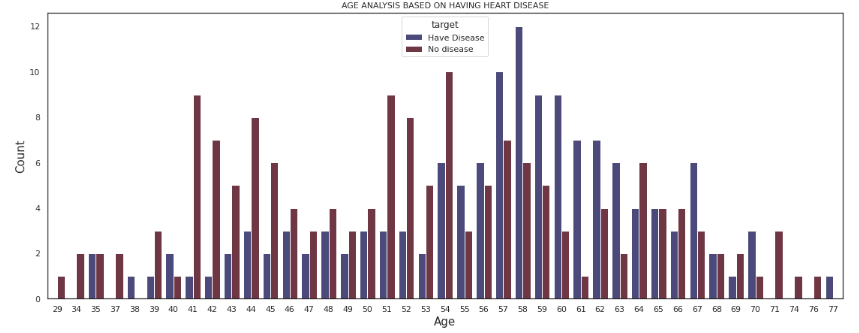 AGE ANALYSIS BASED ON HAVING HEART DISEASE
target
Have Disease
No disease
12
10
8
6
4
2
0
Count
29 34 35 37 38 39 40 41 42 43 44 45 46 47 48 49 50 51 52 53 54 55 56 57 58 59 60 61 62 63 64 65 66 67 68 69 70 71 74 76 77
Age